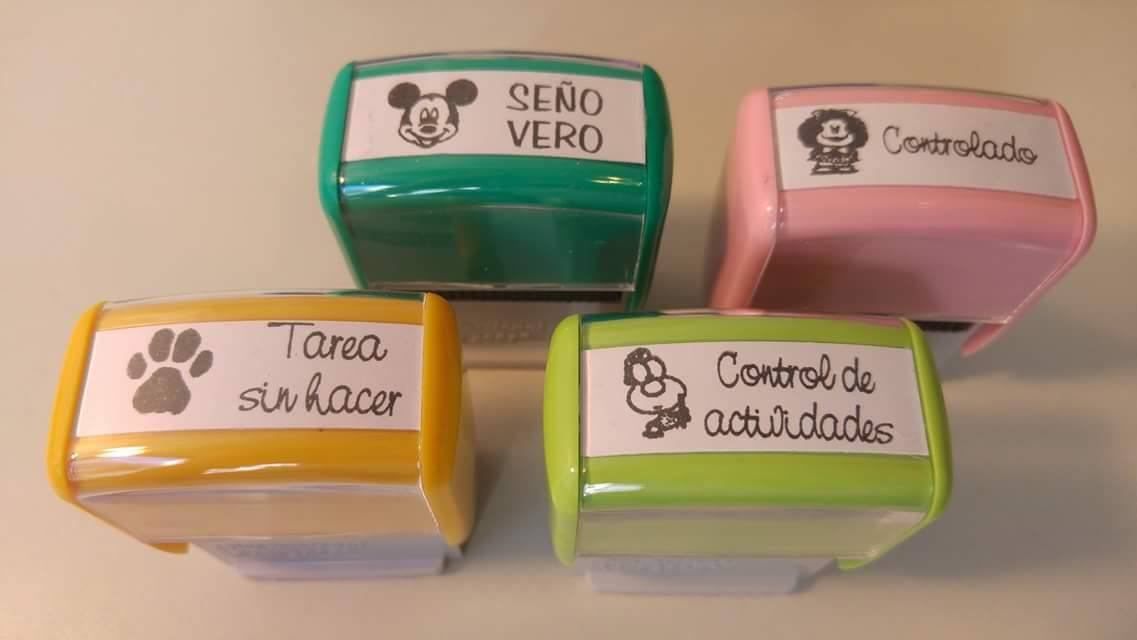 SEÑO
VERO
Controlado
Tarea
sin hacer
Control de
actividades